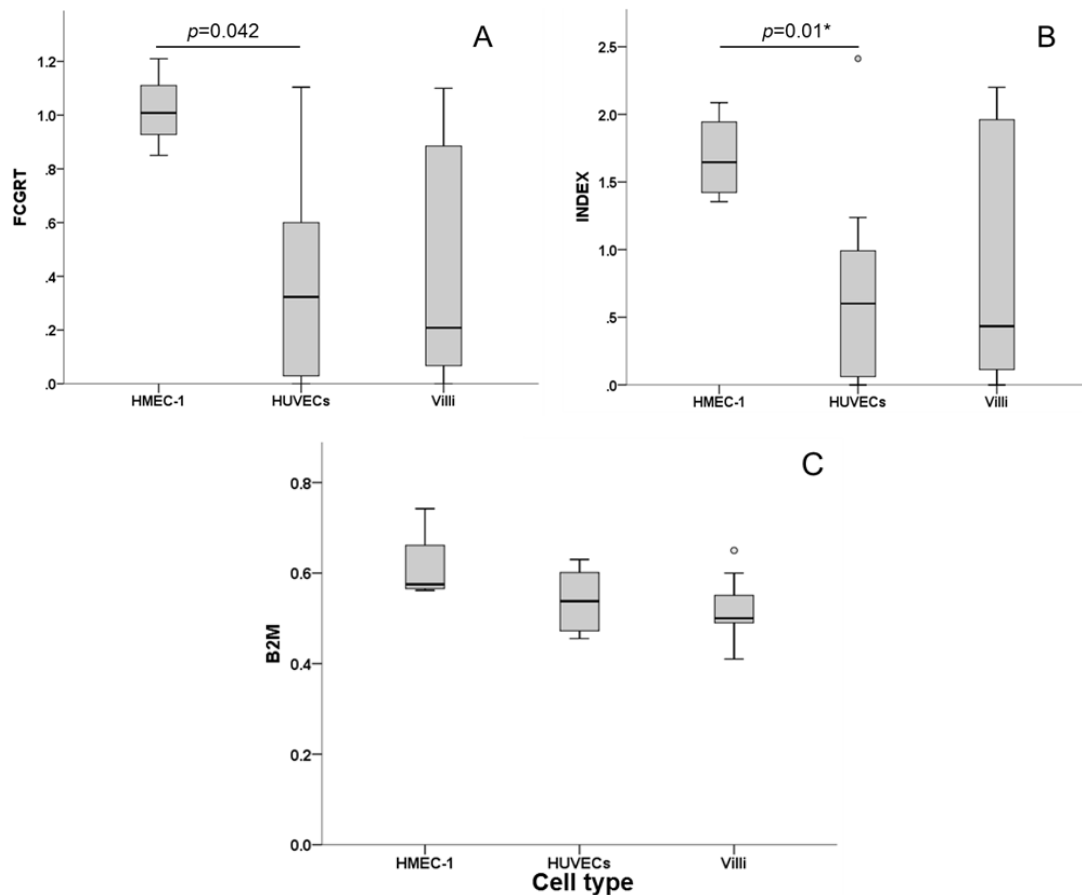 p=0.042
A
1.2
1.0
.8
.6
.4
.2
.0
FCGRT
HMEC-1 HUVECs Villi
p=0.01*
B
2.5
2.0
1.5
1.0
.5
.0
INDEX
HMEC-1 HUVECs Villi
C
0.8
0.6
0.4
0.2
0.0
B2M
HMEC-1 HUVECs Villi
Cell type